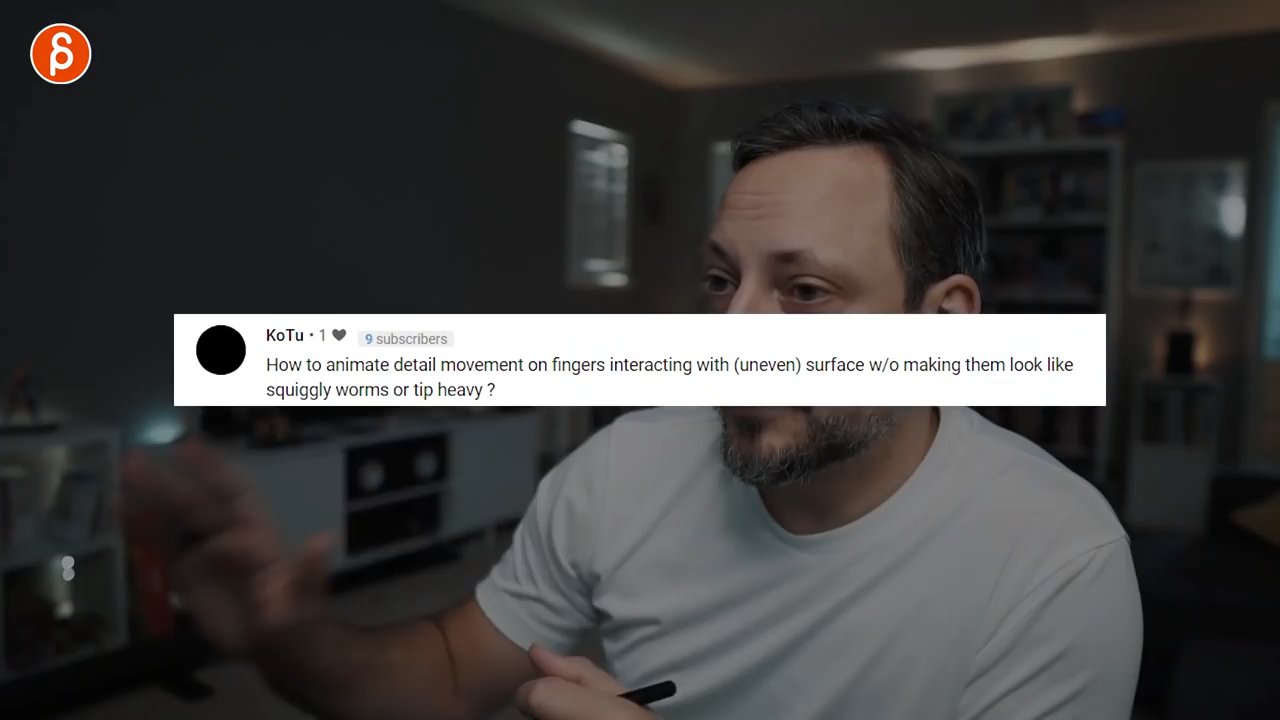 KoTu • 1 ♥ 9 subscribers
How to animate detail movement on fingers interacting with (uneven) surface w/o making them look like
squiggly worms or tip heavy ?